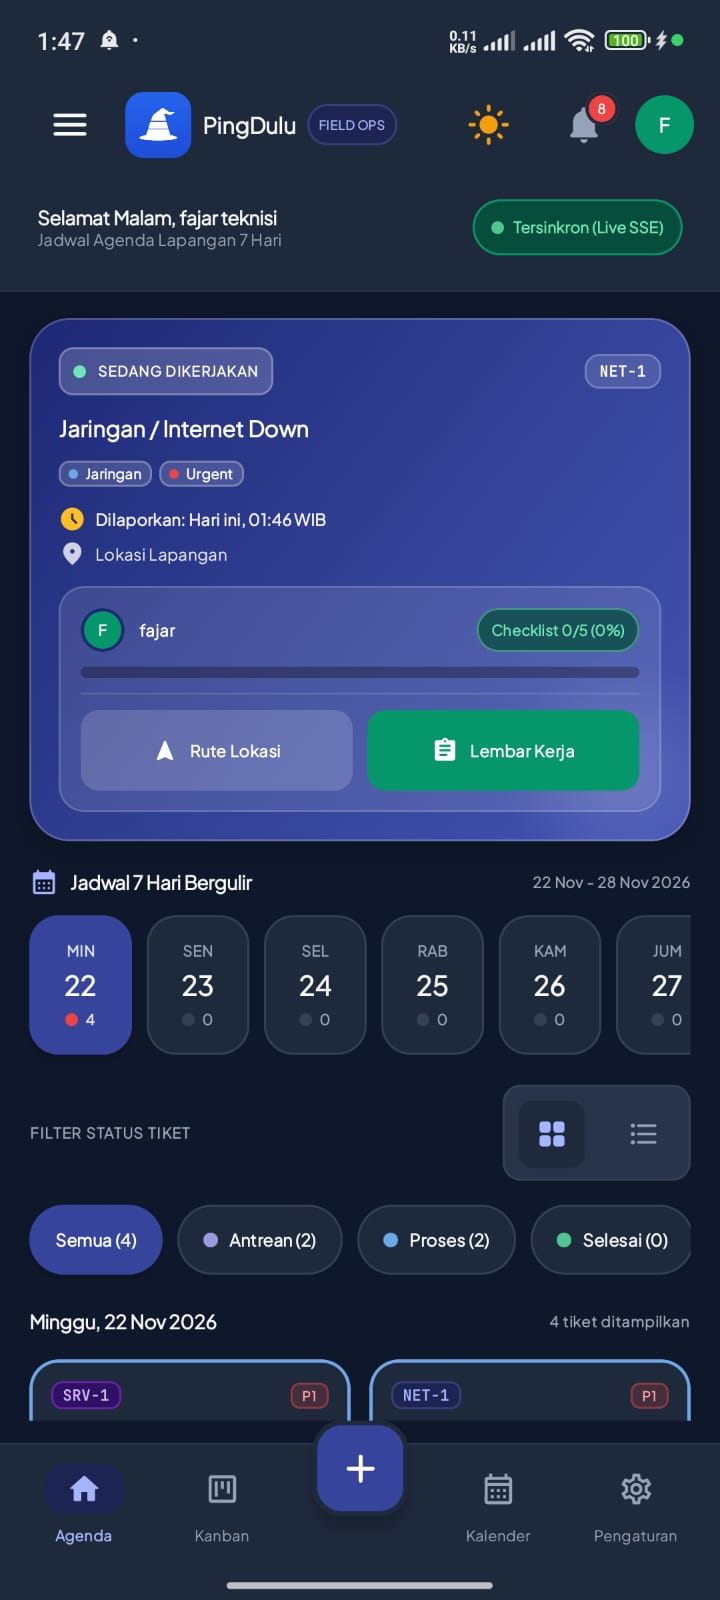 1:47
0.11
KB/s
100
PingDulu
FIELD OPS
8
F
Selamat Malam, fajar teknisi
Jadwal Agenda Lapangan 7 Hari
Tersinkron (Live SSE)
SEDANG DIKERJAKAN
NET-1
Jaringan / Internet Down
Jaringan
Urgent
Dilaporkan: Hari ini, 01:46 WIB
Lokasi Lapangan
F
fajar
Checklist 0/5 (0%)
Rute Lokasi
Lembar Kerja
Jadwal 7 Hari Bergulir
22 Nov - 28 Nov 2026
MIN
22
4
SEN
23
0
SEL
24
0
RAB
25
0
KAM
26
0
JUM
27
0
FILTER STATUS TIKET
Semua (4)
Antrean (2)
Proses (2)
Selesai (0)
Minggu, 22 Nov 2026
4 tiket ditampilkan
SRV-1
P1
NET-1
P1
Agenda
Kanban
Kalender
Pengaturan